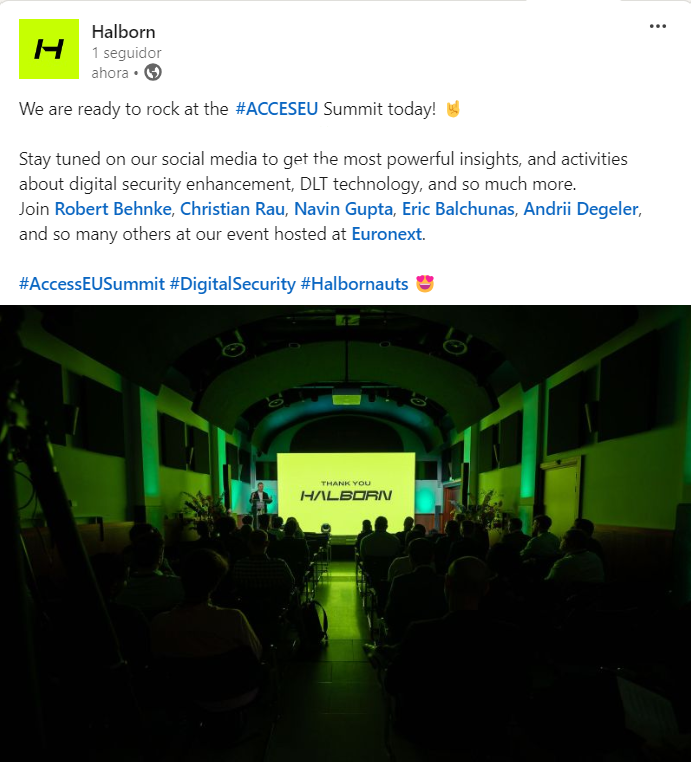 Halborn
1 seguidor
ahora •
We are ready to rock at the #ACCESEU Summit today! 🤘
Stay tuned on our social media to get the most powerful insights, and activities
about digital security enhancement, DLT technology, and so much more.
Join Robert Behnke, Christian Rau, Navin Gupta, Eric Balchunas, Andrii Degeler,
and so many others at our event hosted at Euronext.
#AccessEUSummit #DigitalSecurity #Halbornauts 😍
THANK YOU
HALBORN